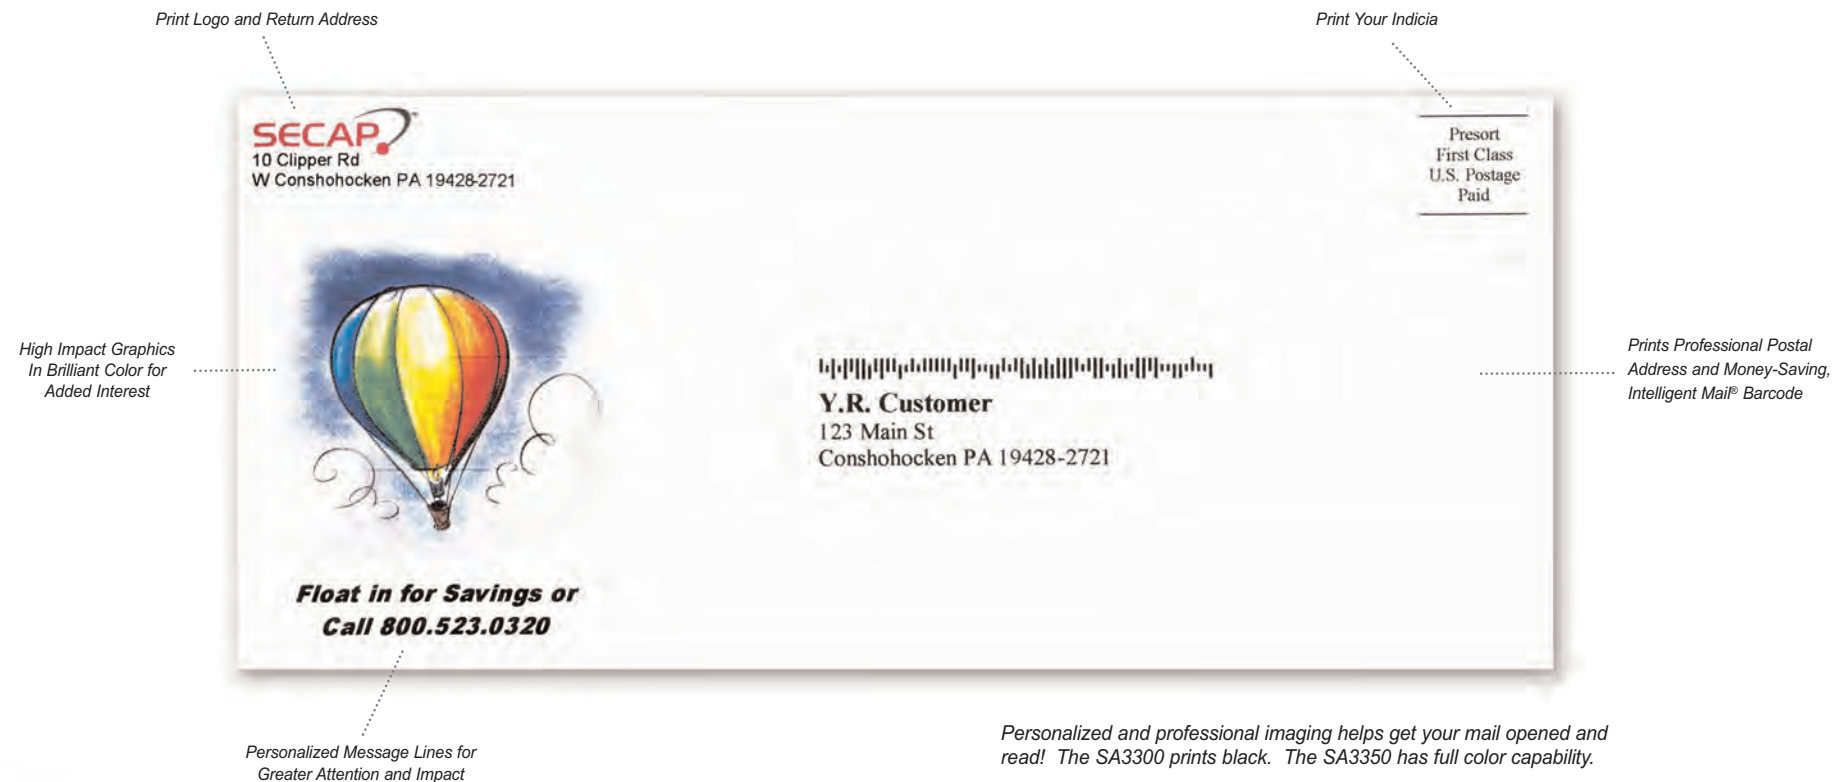 Print Logo and Return Address
Print Your Indicia
SECAP
10 Clipper Rd
W Conshohocken PA 19428-2721
Presort
First Class
U.S. Postage
Paid
High Impact Graphics
In Brilliant Color for
Added Interest
Prints Professional Postal
Address and Money-Saving,
Intelligent Mail® Barcode
Y.R. Customer
123 Main St
Conshohocken PA 19428-2721
Float in for Savings or
Call 800.523.0320
Personalized Message Lines for
Greater Attention and Impact
Personalized and professional imaging helps get your mail opened and
read! The SA3300 prints black. The SA3350 has full color capability.